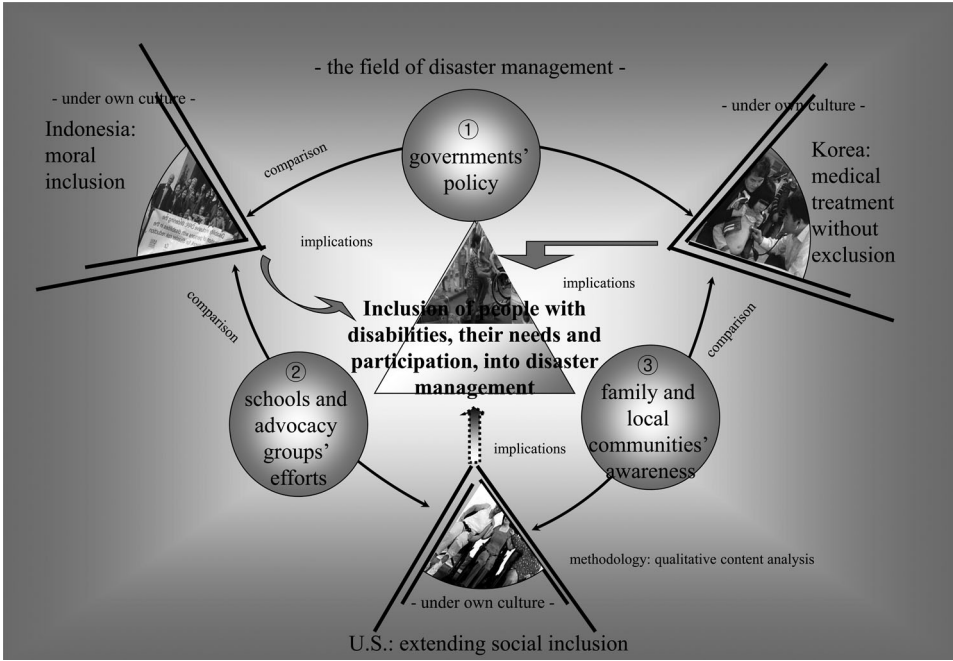 - the field of disaster management -
- under own culture -
Indonesia:
moral
inclusion
①
governments'
policy
- under own culture -
Korea:
medical
treatment
without
exclusion
comparison
implications
implications
Inclusion of people with
disabilities, their needs and
participation, into disaster
management
comparison
comparison
②
schools and
advocacy
groups'
efforts
③
family and
local
communities'
awareness
implications
methodology: qualitative content analysis
- under own culture -
U.S.: extending social inclusion